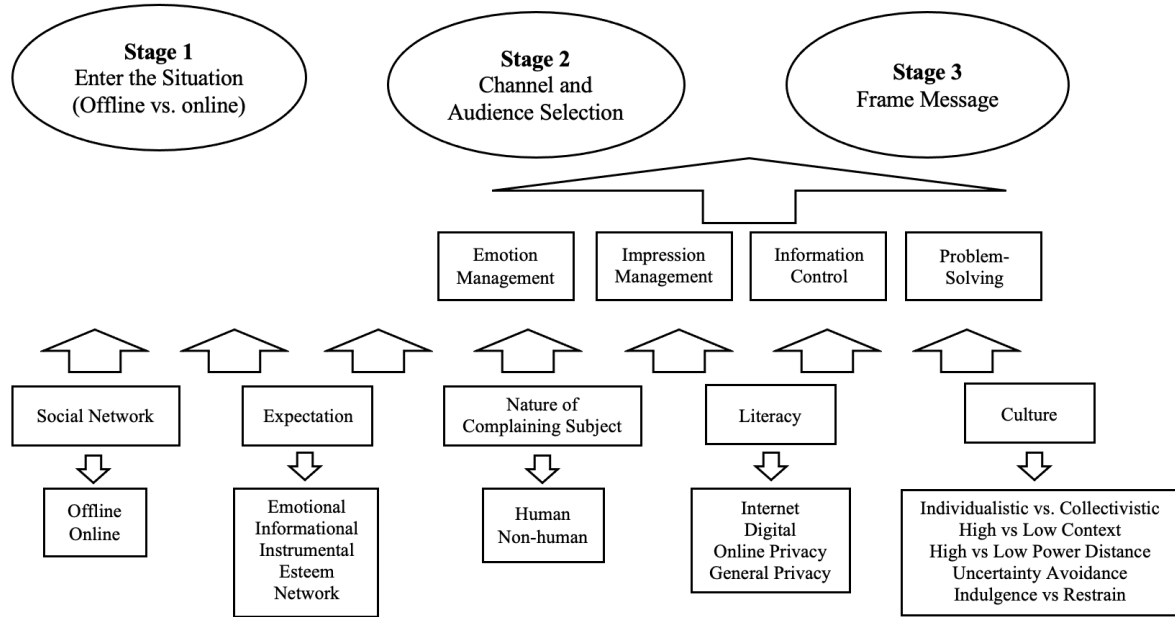 Stage 1
Enter the Situation
(Offline vs. online)
Stage 2
Channel and
Audience Selection
Stage 3
Frame Message
Emotion
Management
Impression
Management
Information
Control
Problem-
Solving
Social Network
Expectation
Nature of
Complaining Subject
Literacy
Culture
Offline
Online
Emotional
Informational
Instrumental
Esteem
Network
Human
Non-human
Internet
Digital
Online Privacy
General Privacy
Individualistic vs. Collectivistic
High vs Low Context
High vs Low Power Distance
Uncertainty Avoidance
Indulgence vs Restrain